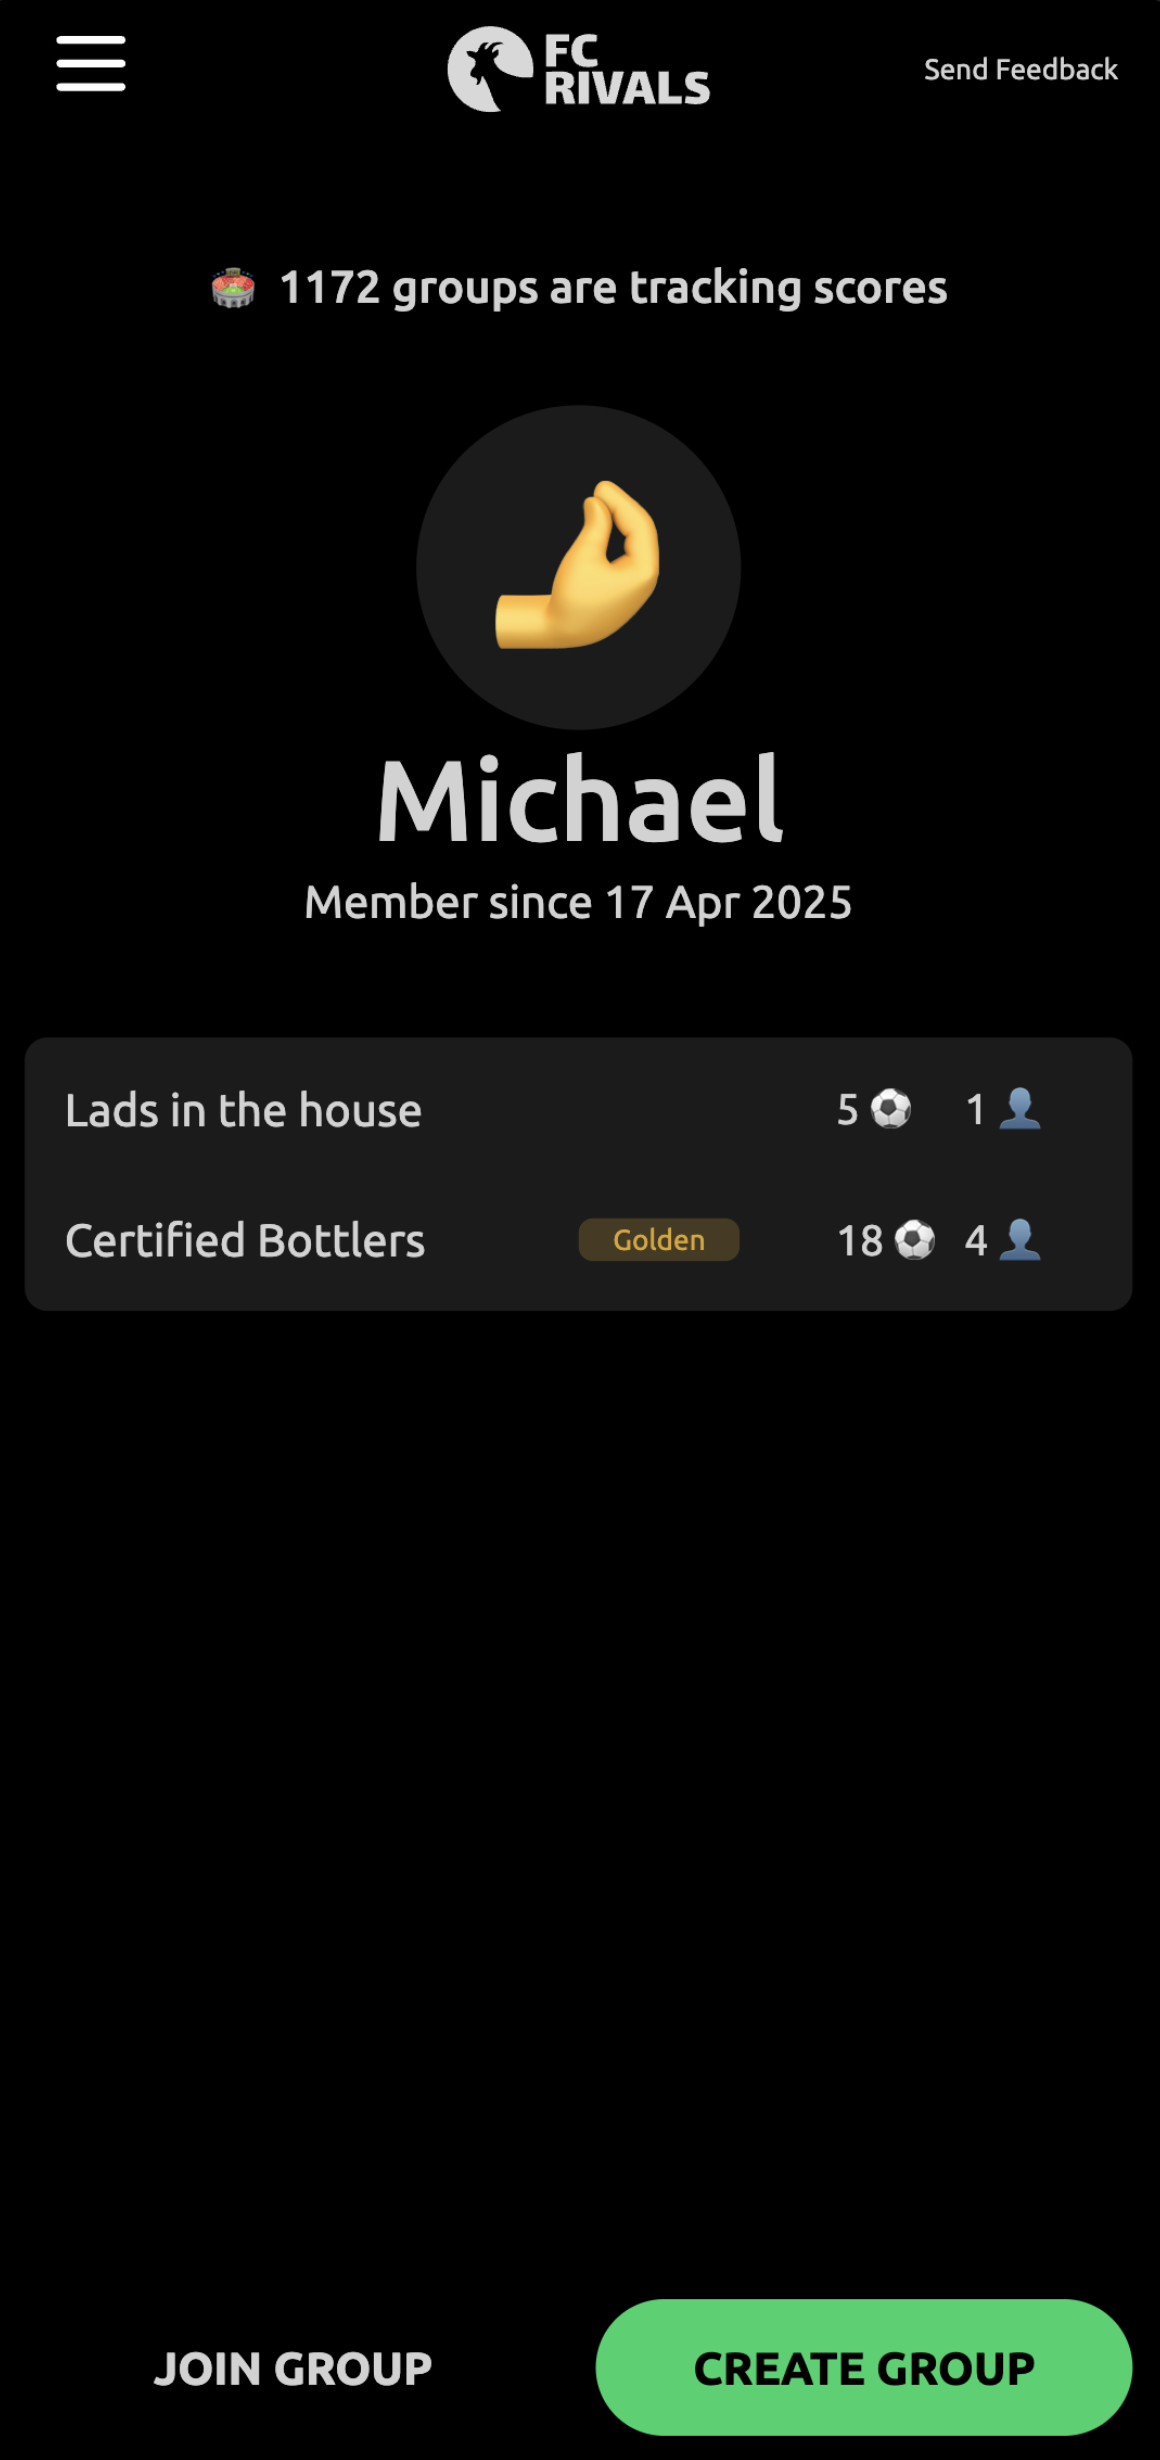 FC
RIVALS
Send Feedback
1172 groups are tracking scores
Michael
Member since 17 Apr 2025
Lads in the house 5 1
Certified Bottlers Golden 18 4
JOIN GROUP
CREATE GROUP